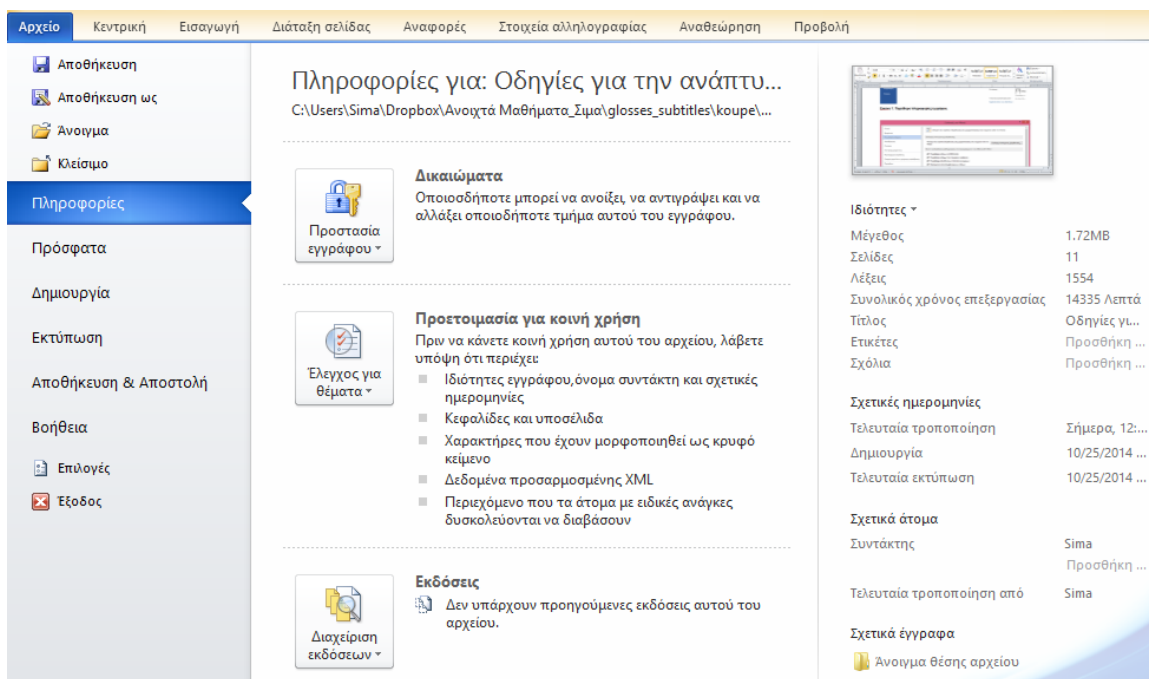 Αρχείο Κεντρική Εισαγωγή Διάταξη σελίδας Αναφορές Στοιχεία αλληλογραφίας Αναθεώρηση Προβολή
Αποθήκευση
Αποθήκευση ως
Άνοιγμα
Κλείσιμο
Πληροφορίες
Πρόσφατα
Δημιουργία
Εκτύπωση
Αποθήκευση & Αποστολή
Βοήθεια
Επιλογές
Έξοδος
Πληροφορίες για: Οδηγίες για την ανάπτυ...
C:\Users\Sima\Dropbox\Ανοιχτά Μαθήματα_Σιμα\glosses_subtitles\koupe\...
Προστασία
εγγράφου
Δικαιώματα
Οποιοσδήποτε μπορεί να ανοίξει, να αντιγράψει και να
αλλάξει οποιοδήποτε τμήμα αυτού του εγγράφου.
Έλεγχος για
θέματα
Προετοιμασία για κοινή χρήση
Πριν να κάνετε κοινή χρήση αυτού του αρχείου, λάβετε
υπόψη ότι περιέχει:
Ιδιότητες εγγράφου,όνομα συντάκτη και σχετικές
ημερομηνίες
Κεφαλίδες και υποσέλιδα
Χαρακτήρες που έχουν μορφοποιηθεί ως κρυφό
κείμενο
Δεδομένα προσαρμοσμένης XML
Περιεχόμενο που τα άτομα με ειδικές ανάγκες
δυσκολεύονται να διαβάσουν
Διαχείριση
εκδόσεων
Εκδόσεις
Δεν υπάρχουν προηγούμενες εκδόσεις αυτού του
αρχείου.
Ιδιότητες
Μέγεθος 1.72MB
Σελίδες 11
Λέξεις 1554
Συνολικός χρόνος επεξεργασίας 14335 Λεπτά
Τίτλος Οδηγίες γι...
Ετικέτες Προσθήκη ...
Σχόλια Προσθήκη ...
Σχετικές ημερομηνίες
Τελευταία τροποποίηση Σήμερα, 12:...
Δημιουργία 10/25/2014 ...
Τελευταία εκτύπωση 10/25/2014 ...
Σχετικά άτομα
Συντάκτης Sima
Προσθήκη ...
Τελευταία τροποποίηση από Sima
Σχετικά έγγραφα
Άνοιγμα θέσης αρχείου